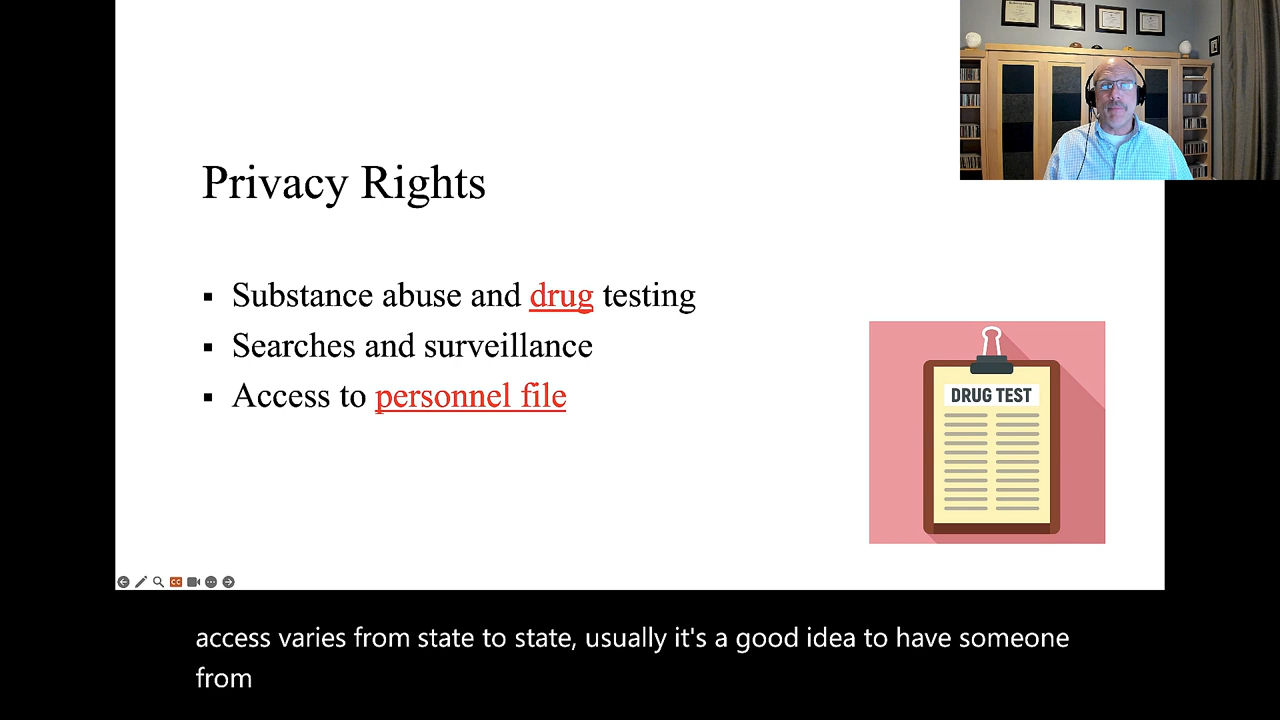 Privacy Rights
▪ Substance abuse and drug testing
▪ Searches and surveillance
▪ Access to personnel file
DRUG TEST
CC
access varies from state to state, usually it's a good idea to have someone
from